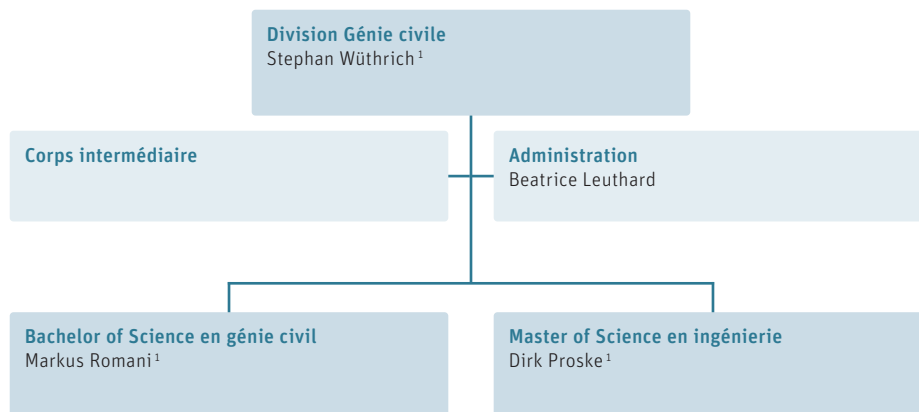 Division Génie civile
Stephan Wüthrich ¹
Corps intermédiaire
Administration
Beatrice Leuthard
Bachelor of Science en génie civil
Markus Romani ¹
Master of Science en ingénierie
Dirk Proske ¹